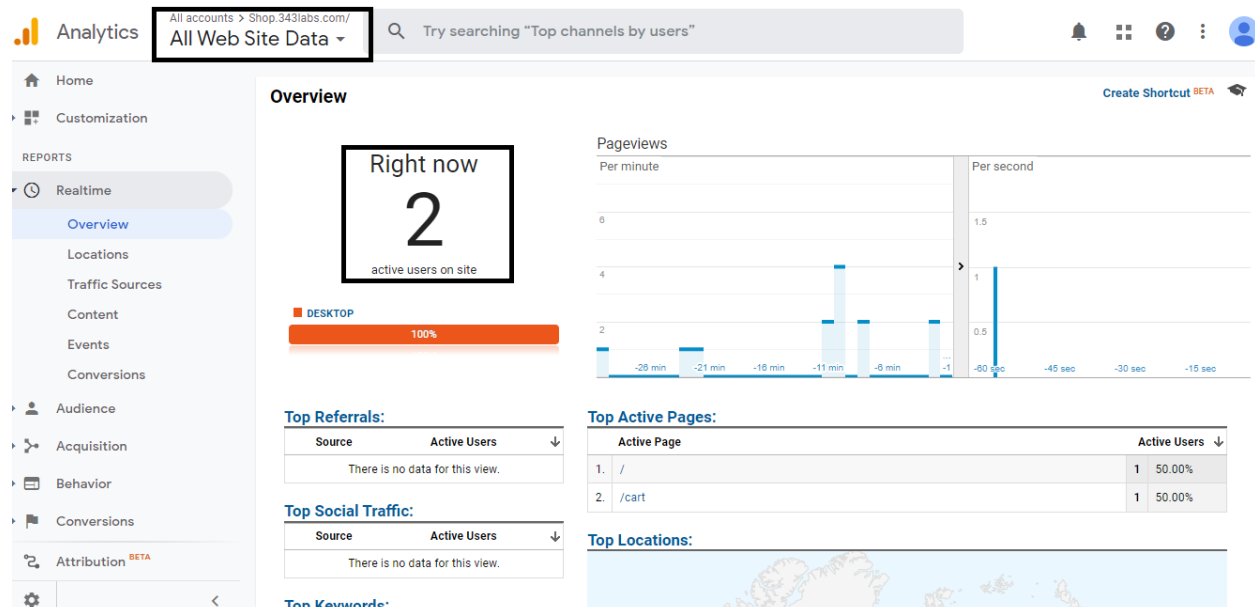 Analytics
All accounts > Shop.343labs.com/
All Web Site Data
Try searching “Top channels by users”
Home
Customization
REPORTS
Realtime
Overview
Locations
Traffic Sources
Content
Events
Conversions
Audience
Acquisition
Behavior
Conversions
Attribution BETA
Overview
Create Shortcut BETA
Right now
2
active users on site
DESKTOP
100%
Pageviews
Per minute
6
4
2
-26 min -21 min -16 min -11 min -6 min -1
Per second
1.5
1
0.5
-60 sec -45 sec -30 sec -15 sec
Top Referrals:
Source Active Users
There is no data for this view.
Top Social Traffic:
Source Active Users
There is no data for this view.
Top Keywords:
Top Active Pages:
Active Page Active Users
1. / 1 50.00%
2. /cart 1 50.00%
Top Locations: